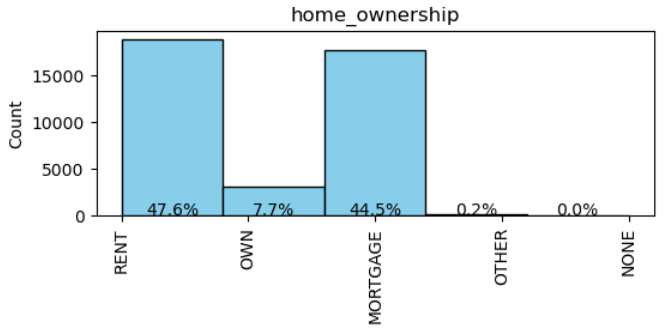 home_ownership
Count
15000
10000
5000
0
47.6%
7.7%
44.5%
0.2%
0.0%
RENT
OWN
MORTGAGE
OTHER
NONE